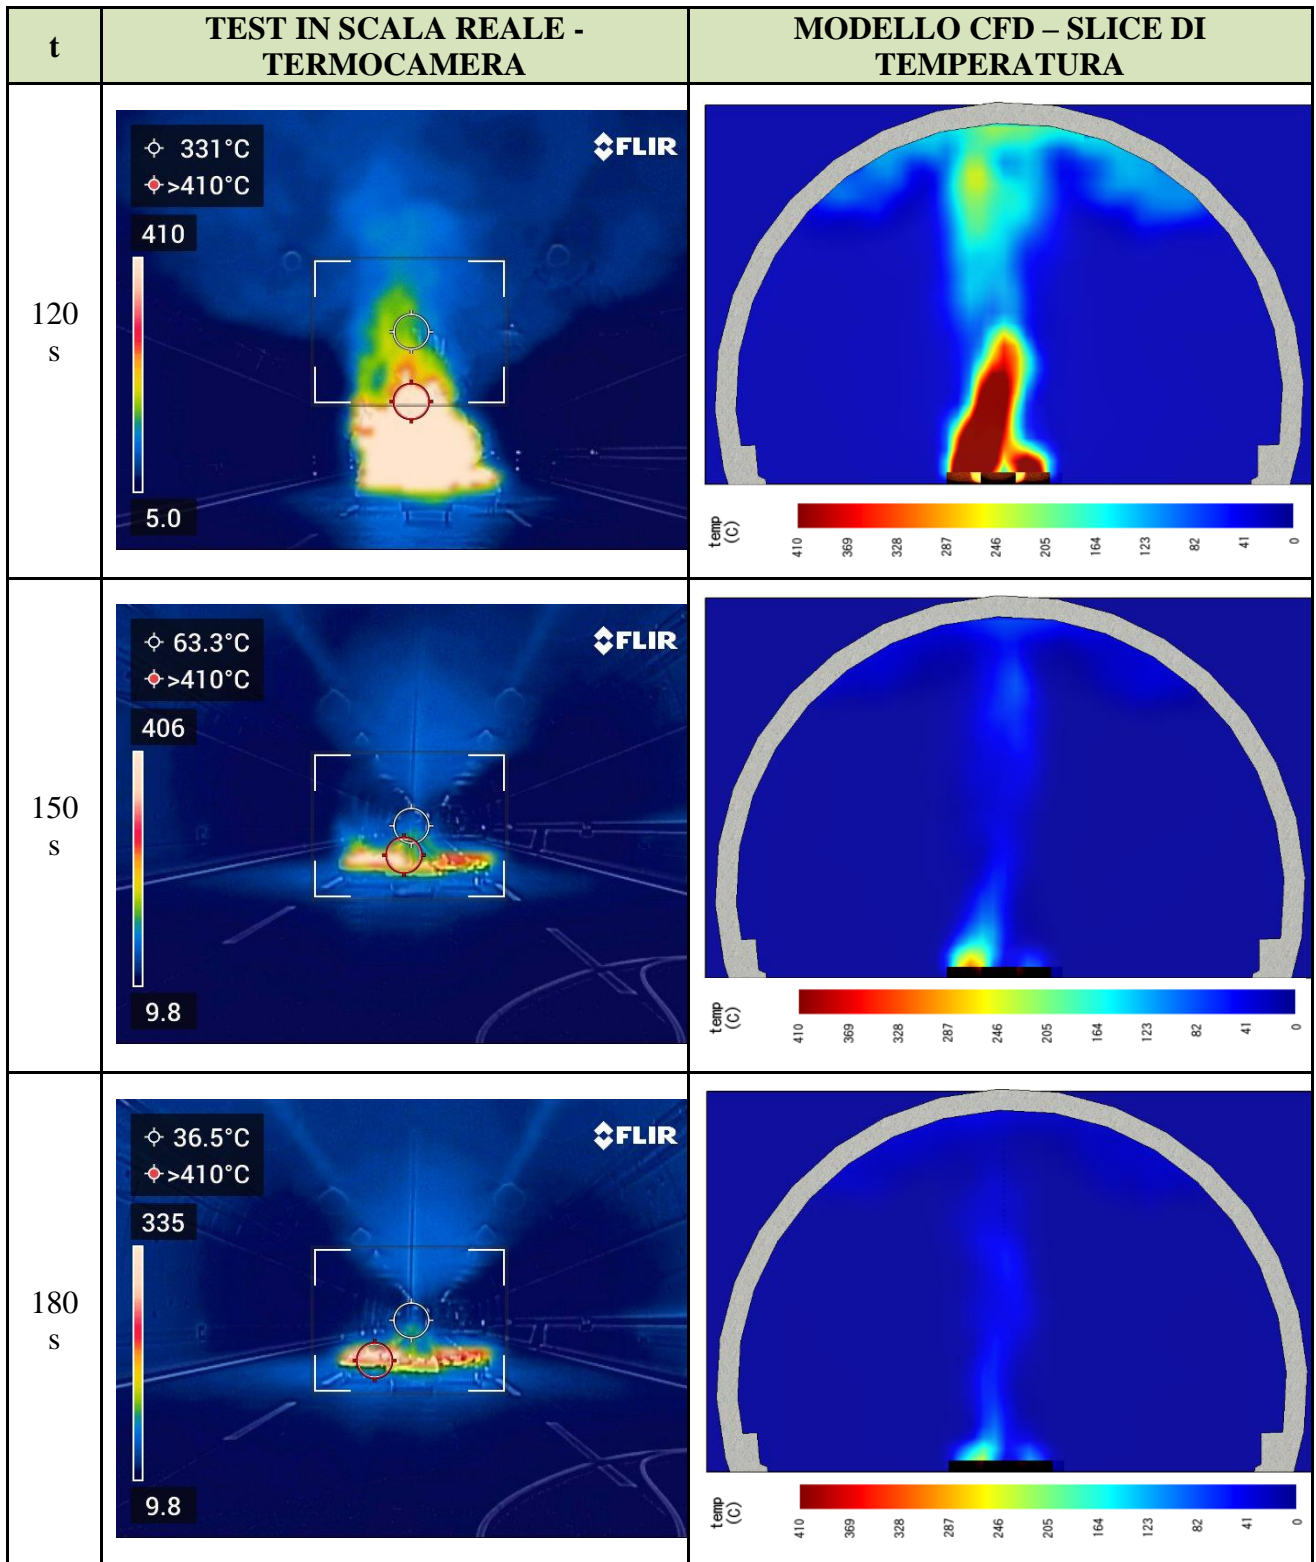 t
TEST IN SCALA REALE -
TERMOCAMERA
MODELLO CFD – SLICE DI
TEMPERATURA
120
s
331°C
>410°C
410
5.0
FLIR
temp
(C)
410
369
328
287
246
205
164
123
82
41
0
150
s
63.3°C
>410°C
406
9.8
FLIR
temp
(C)
410
369
328
287
246
205
164
123
82
41
0
180
s
36.5°C
>410°C
335
9.8
FLIR
temp
(C)
410
369
328
287
246
205
164
123
82
41
0